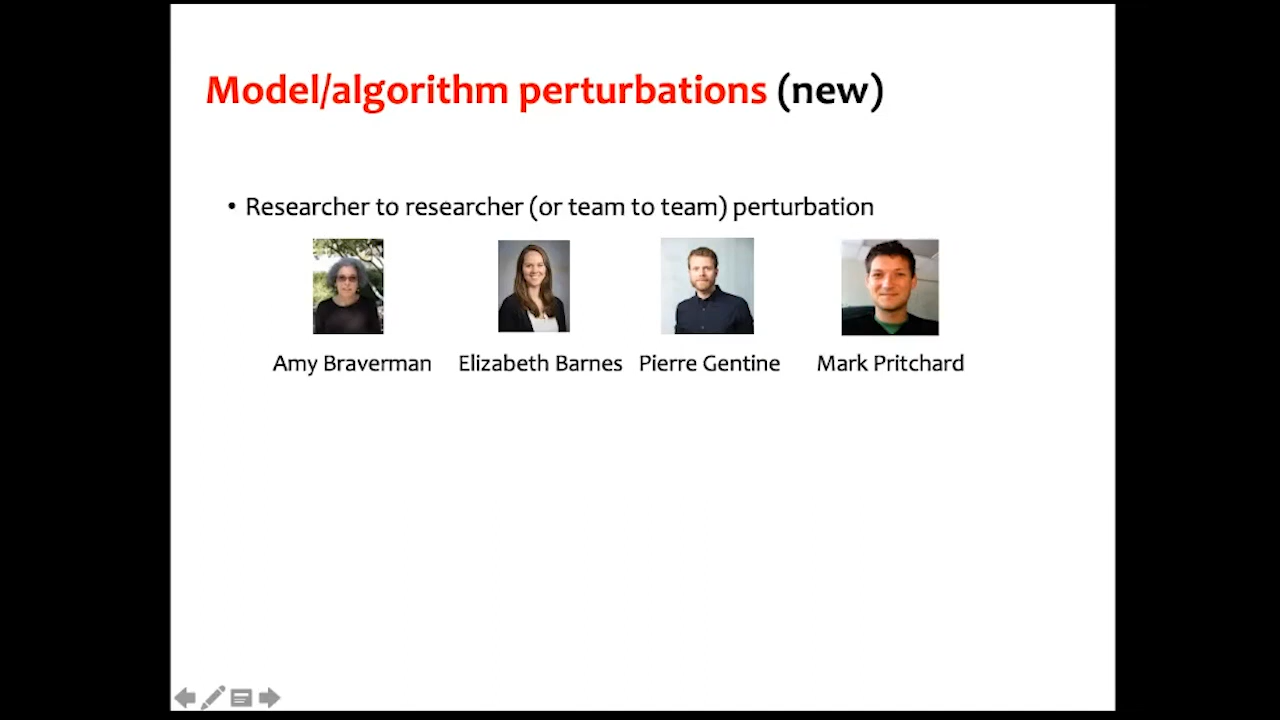 Model/algorithm perturbations (new)
• Researcher to researcher (or team to team) perturbation
Amy Braverman Elizabeth Barnes Pierre Gentine Mark Pritchard